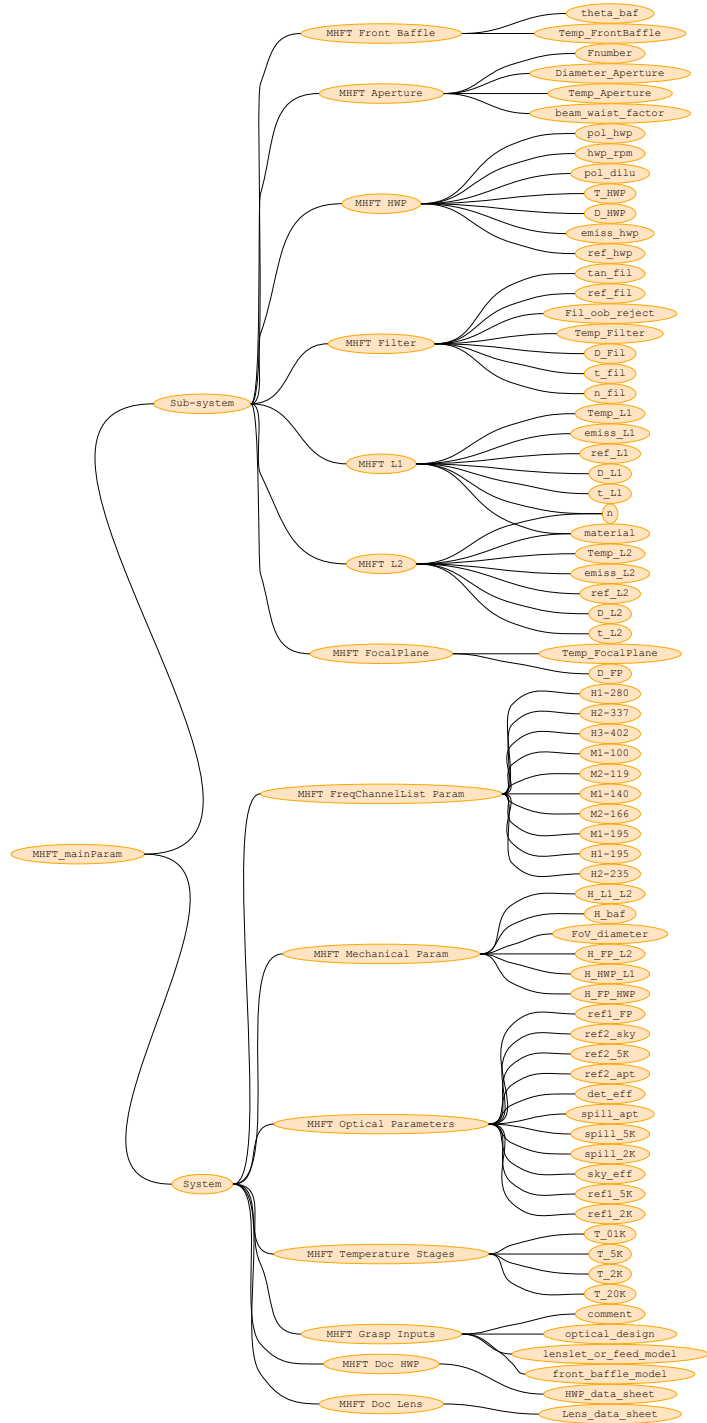 theta_baf
MHFT Front Baffle
Temp_FrontBaffle
Fnumber
Diameter_Aperture
MHFT Aperture
Temp_Aperture
beam_waist_factor
pol_hwp
hwp_rpm
pol_dilu
T_HWP
MHFT HWP
D_HWP
emiss_hwp
ref_hwp
tan_fil
ref_fil
Fil_oob_reject
Temp_Filter
MHFT Filter
D_Fil
t_fil
n_fil
Sub-system
Temp_L1
emiss_L1
ref_L1
MHFT L1
D_L1
t_L1
n
material
Temp_L2
MHFT L2
emiss_L2
ref_L2
D_L2
t_L2
MHFT FocalPlane
Temp_FocalPlane
D_FP
H1-280
H2-337
H3-402
M1-100
M2-119
MHFT FreqChannelList Param
M1-140
M2-166
M1-195
MHFT_mainParam
H1-195
H2-235
H_L1_L2
H_baf
FoV_diameter
MHFT Mechanical Param
H_FP_L2
H_HWP_L1
H_FP_HWP
ref1_FP
ref2_sky
ref2_5K
ref2_apt
det_eff
spill_apt
MHFT Optical Parameters
spill_5K
spill_2K
sky_eff
System
ref1_5K
ref1_2K
T_01K
MHFT Temperature Stages
T_5K
T_2K
T_20K
comment
MHFT Grasp Inputs
optical_design
lenslet_or_feed_model
MHFT Doc HWP
front_baffle_model
HWP_data_sheet
MHFT Doc Lens
Lens_data_sheet